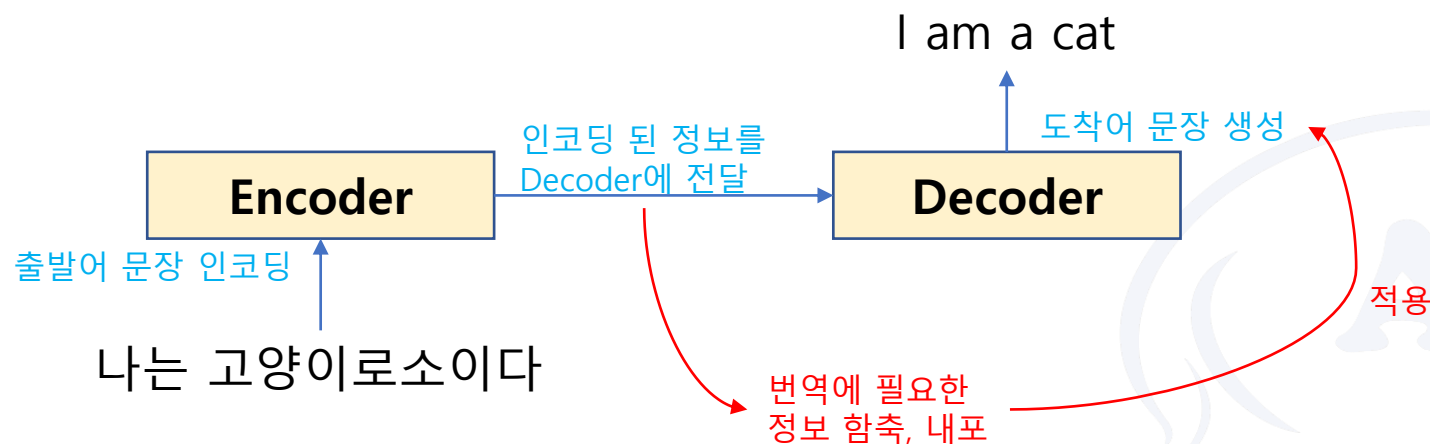 I am a cat
인코딩 된 정보를
Decoder에 전달
도착어 문장 생성
Encoder
Decoder
출발어 문장 인코딩
적용
나는 고양이로소이다
번역에 필요한
정보 함축, 내포